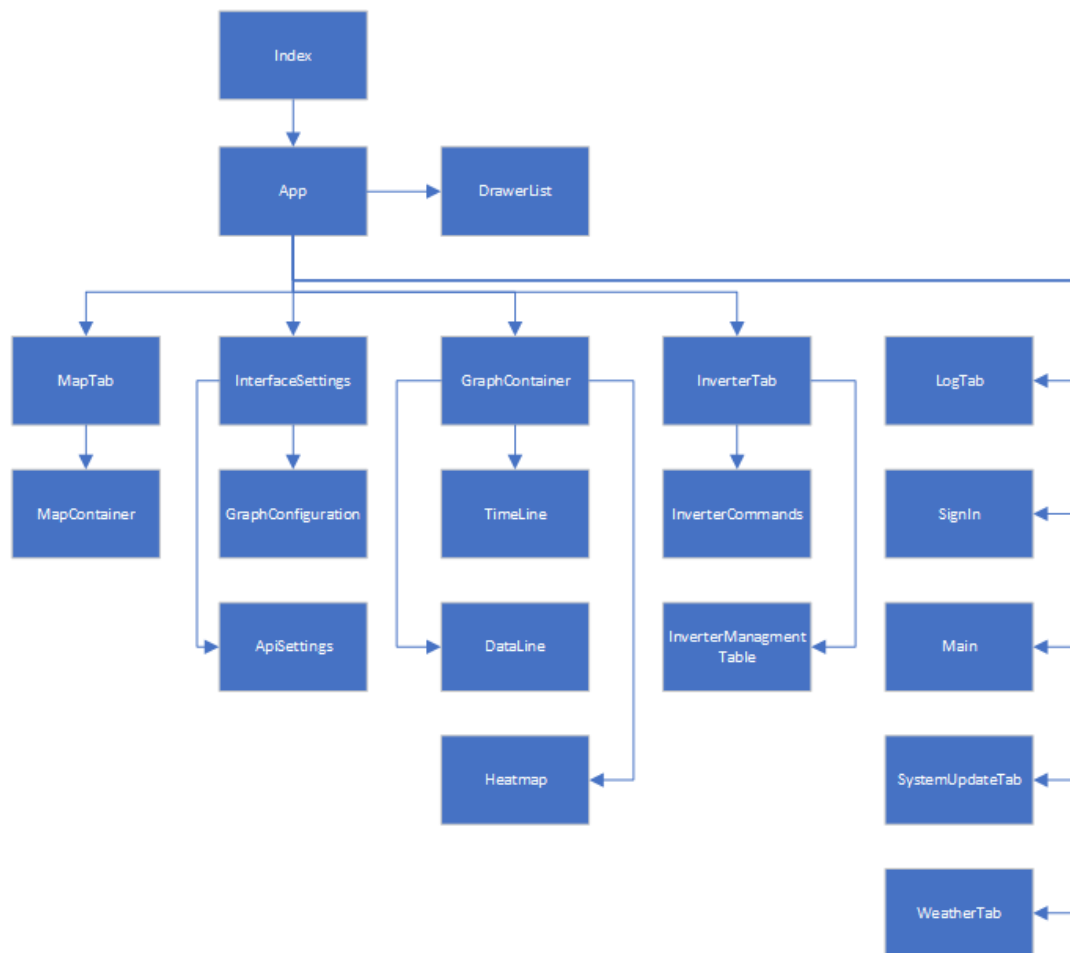 Index
App
DrawerList
MapTab
InterfaceSettings
GraphContainer
InverterTab
LogTab
MapContainer
GraphConfiguration
TimeLine
InverterCommands
SignIn
ApiSettings
DataLine
InverterManagment
Table
Main
Heatmap
SystemUpdateTab
WeatherTab